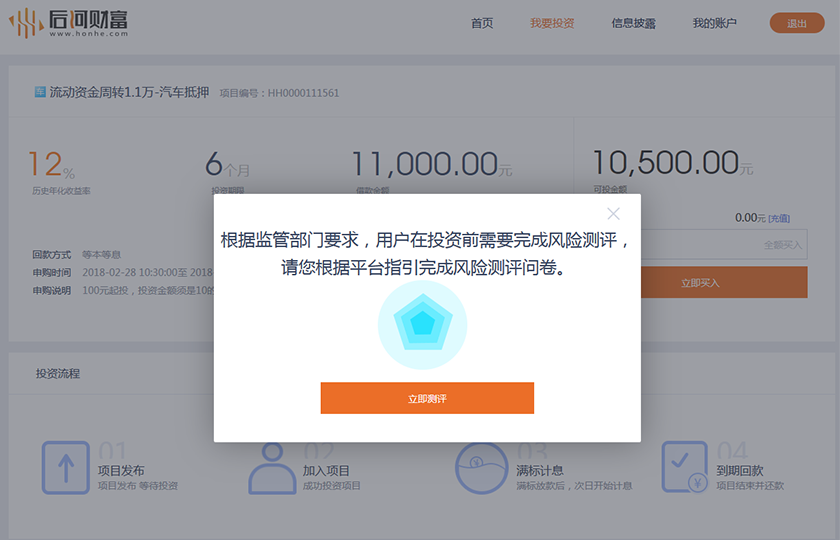 后河财富
www.honhe.com
首页 我要投资 信息披露 我的账户 退出
流动资金周转1.1万-汽车抵押 项目编号：HH0000111561
12% 6个月 11,000.00元 10,500.00元
历史年化收益率 投资期限 借款金额 可投金额
0.00元 [充值]
根据监管部门要求，用户在投资前需要完成风险测评，
请您根据平台指引完成风险测评问卷。
全额买入
回款方式 等本等息
申购时间 2018-02-28 10:30:00至 2018
申购说明 100元起投，投资金额须是10的
立即买入
投资流程
立即测评
01 02 03 04
项目发布 加入项目 满标计息 到期回款
项目发布 等待投资 成功投资项目 满标放款后，次日开始计息 项目结束并还款